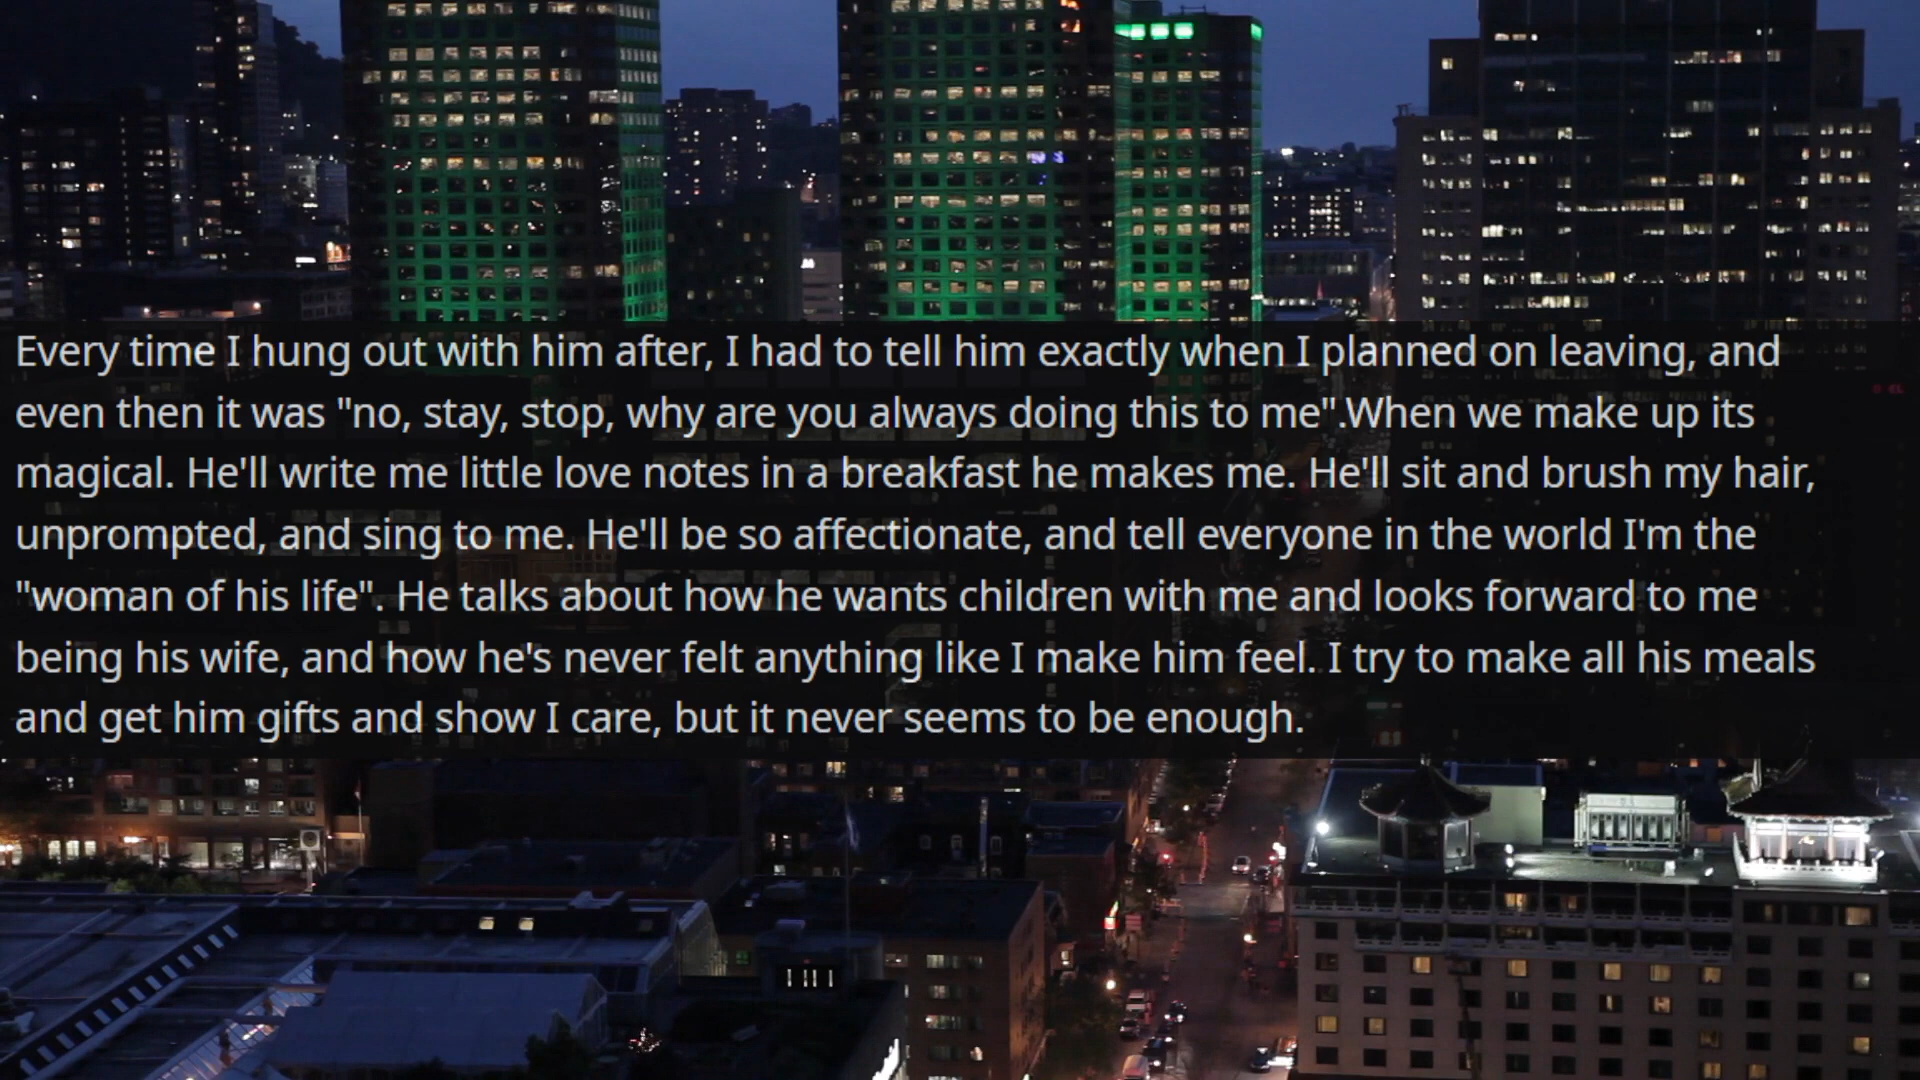 Every time I hung out with him after, I had to tell him exactly when I planned on leaving, and
even then it was "no, stay, stop, why are you always doing this to me".When we make up its
magical. He'll write me little love notes in a breakfast he makes me. He'll sit and brush my hair,
unprompted, and sing to me. He'll be so affectionate, and tell everyone in the world I'm the
"woman of his life". He talks about how he wants children with me and looks forward to me
being his wife, and how he's never felt anything like I make him feel. I try to make all his meals
and get him gifts and show I care, but it never seems to be enough.